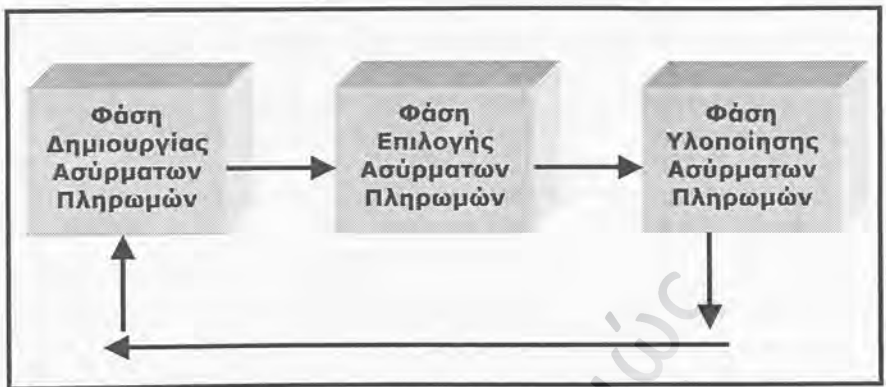 Φάση
Δημιουργίας
Ασύρματων
Πληρωμών
Φάση
Επιλογής
Ασύρματων
Πληρωμών
Φάση
Υλοποίησης
Ασύρματων
Πληρωμών